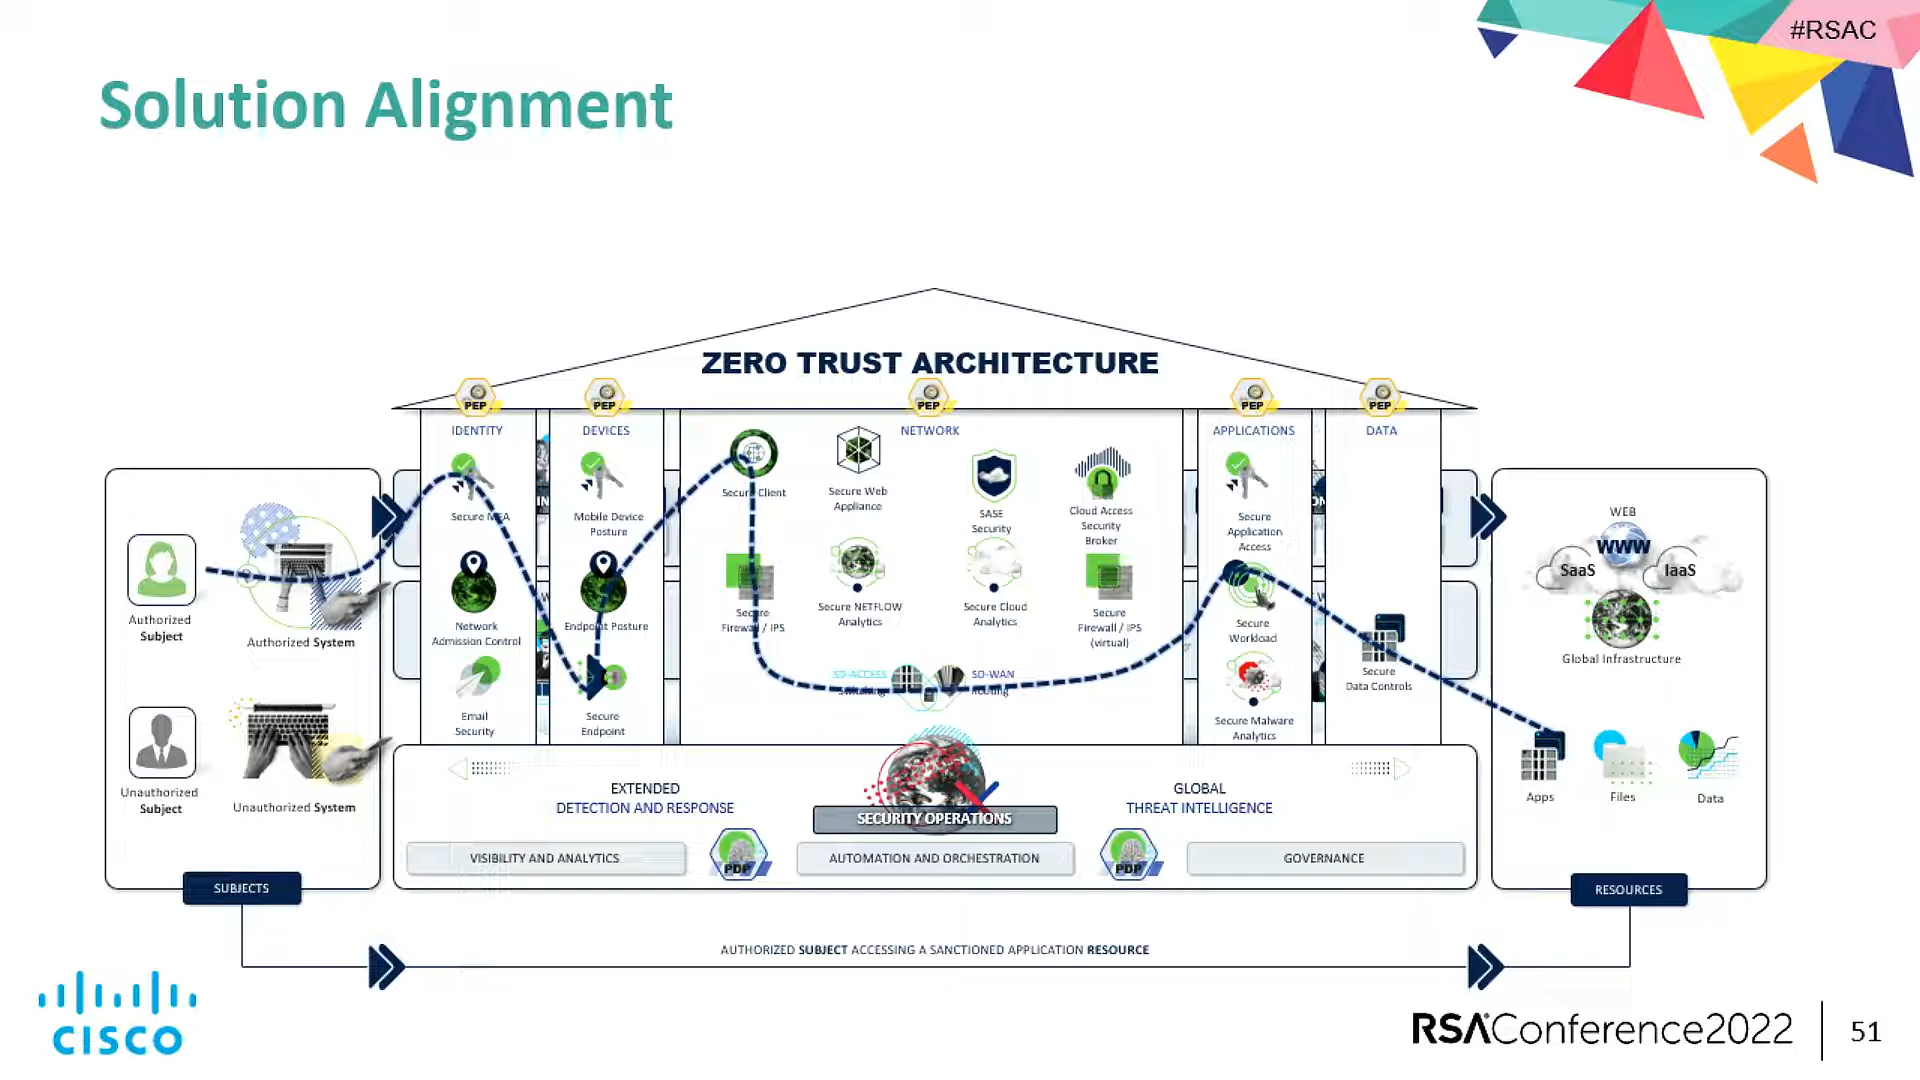 #RSAC
Solution Alignment
ZERO TRUST ARCHITECTURE
PEP
PEP
PEP
PEP
PEP
IDENTITY
DEVICES
NETWORK
APPLICATIONS
DATA
Secure MFA
Network
Admission Control
Email
Security
Mobile Device
Posture
Endpoint Posture
Secure
Endpoint
Secure Client
Secure Web
Appliance
SASE
Security
Cloud Access
Security
Broker
Secure
Firewall / IPS
Secure NETFLOW
Analytics
Secure Cloud
Analytics
Secure
Firewall / IPS
(virtual)
SD-ACCESS
Switching
SD-WAN
Routing
Secure
Application
Access
Secure
Workload
Secure Malware
Analytics
Secure
Data Controls
Authorized
Subject
Authorized System
Unauthorized
Subject
Unauthorized System
SUBJECTS
WEB
WWW
SaaS
IaaS
Global Infrastructure
Apps
Files
Data
RESOURCES
EXTENDED
DETECTION AND RESPONSE
GLOBAL
THREAT INTELLIGENCE
SECURITY OPERATIONS
VISIBILITY AND ANALYTICS
PDP
AUTOMATION AND ORCHESTRATION
PDP
GOVERNANCE
AUTHORIZED SUBJECT ACCESSING A SANCTIONED APPLICATION RESOURCE
CISCO
RSAConference2022
51